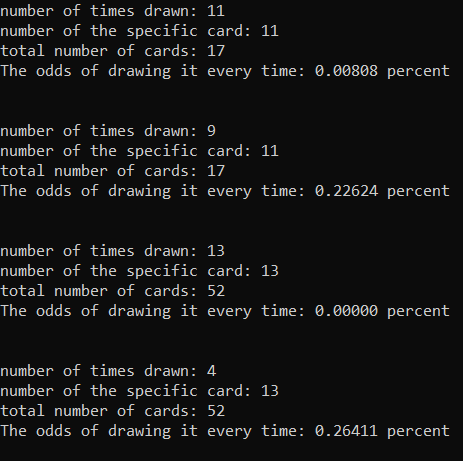 number of times drawn: 11
number of the specific card: 11
total number of cards: 17
The odds of drawing it every time: 0.00808 percent
number of times drawn: 9
number of the specific card: 11
total number of cards: 17
The odds of drawing it every time: 0.22624 percent
number of times drawn: 13
number of the specific card: 13
total number of cards: 52
The odds of drawing it every time: 0.00000 percent
number of times drawn: 4
number of the specific card: 13
total number of cards: 52
The odds of drawing it every time: 0.26411 percent